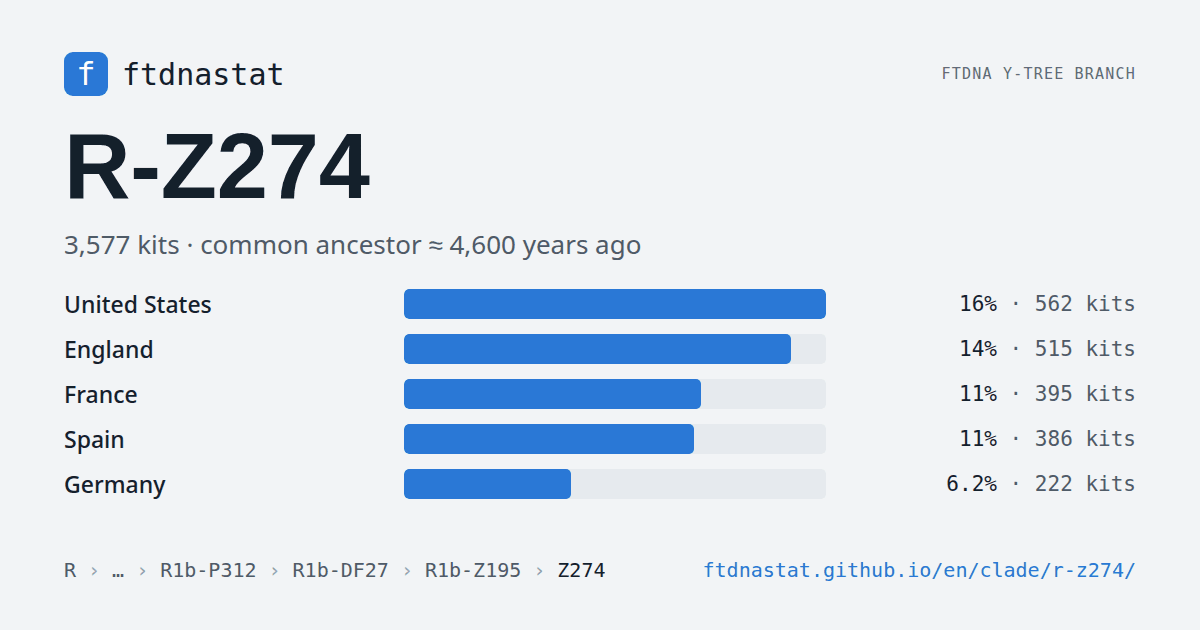 f ftdnastat
FTDNA Y-TREE BRANCH
R-Z274
3,577 kits · common ancestor ≈ 4,600 years ago
United States 16% · 562 kits
England 14% · 515 kits
France 11% · 395 kits
Spain 11% · 386 kits
Germany 6.2% · 222 kits
R › … › R1b-P312 › R1b-DF27 › R1b-Z195 › Z274
ftdnastat.github.io/en/clade/r-z274/